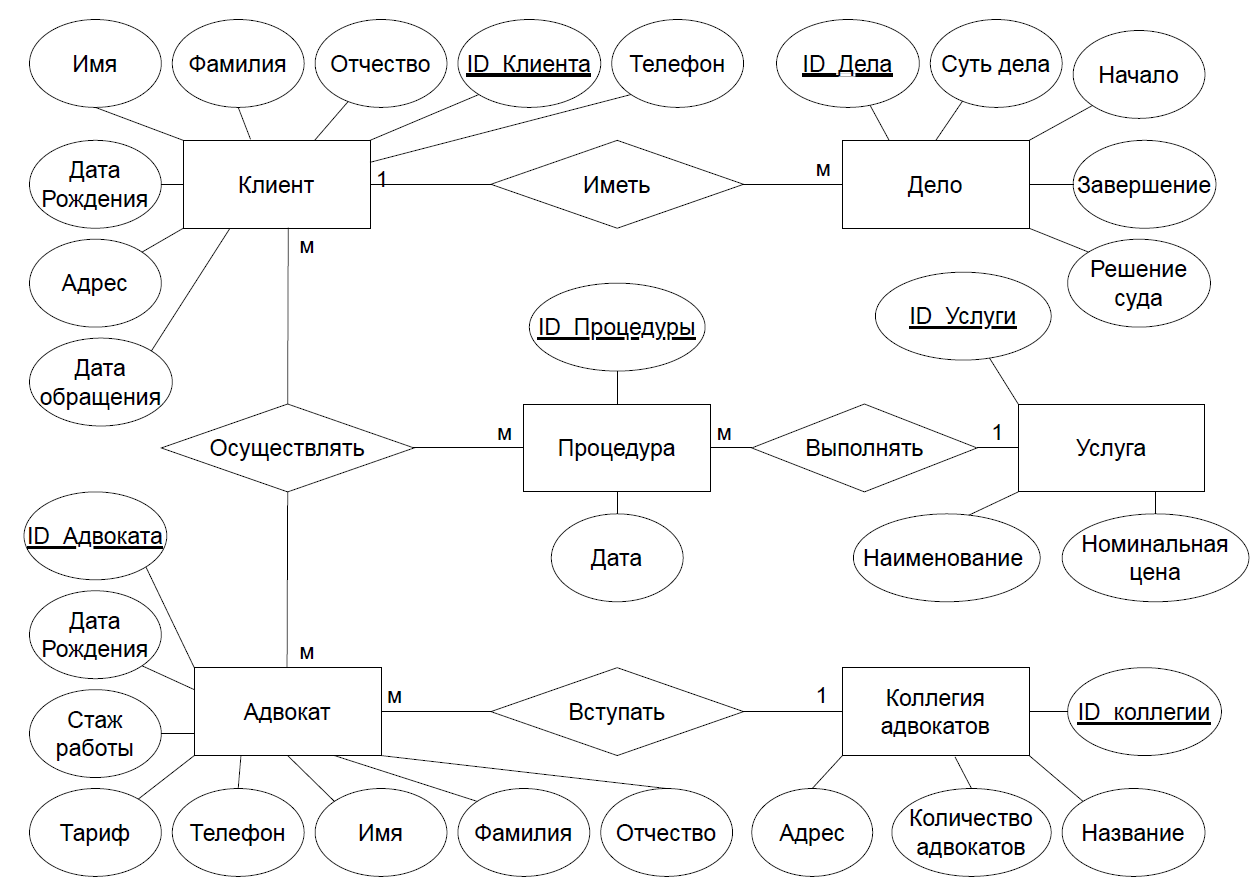 Имя
Фамилия
Отчество
ID_Клиента
Телефон
ID_Дела
Суть дела
Начало
Дата
Рождения
Клиент
1
Иметь
м
Дело
Завершение
м
Адрес
Решение
суда
ID_Процедуры
ID_Услуги
Дата
обращения
Осуществлять
м
Процедура
м
Выполнять
1
Услуга
ID_Адвоката
Дата
Наименование
Номинальная
цена
Дата
Рождения
м
Адвокат
м
Вступать
1
Коллегия
адвокатов
ID_коллегии
Стаж
работы
Тариф
Телефон
Имя
Фамилия
Отчество
Адрес
Количество
адвокатов
Название